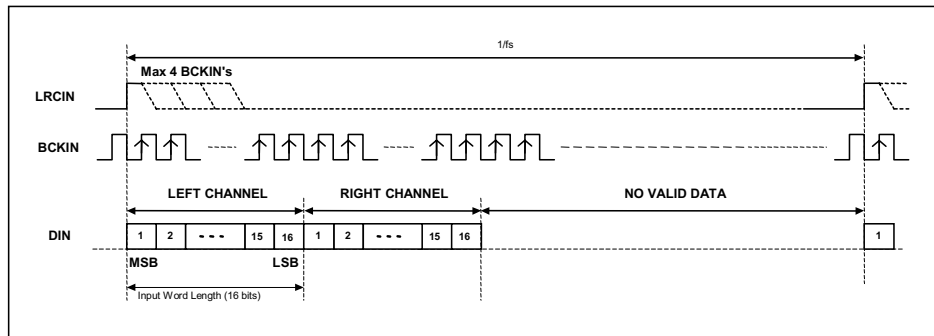 1/fs
Max 4 BCKIN's
LRCIN
BCKIN
LEFT CHANNEL RIGHT CHANNEL NO VALID DATA
DIN 1 2 - - - 15 16 1 2 - - - 15 16 1
MSB LSB
Input Word Length (16 bits)